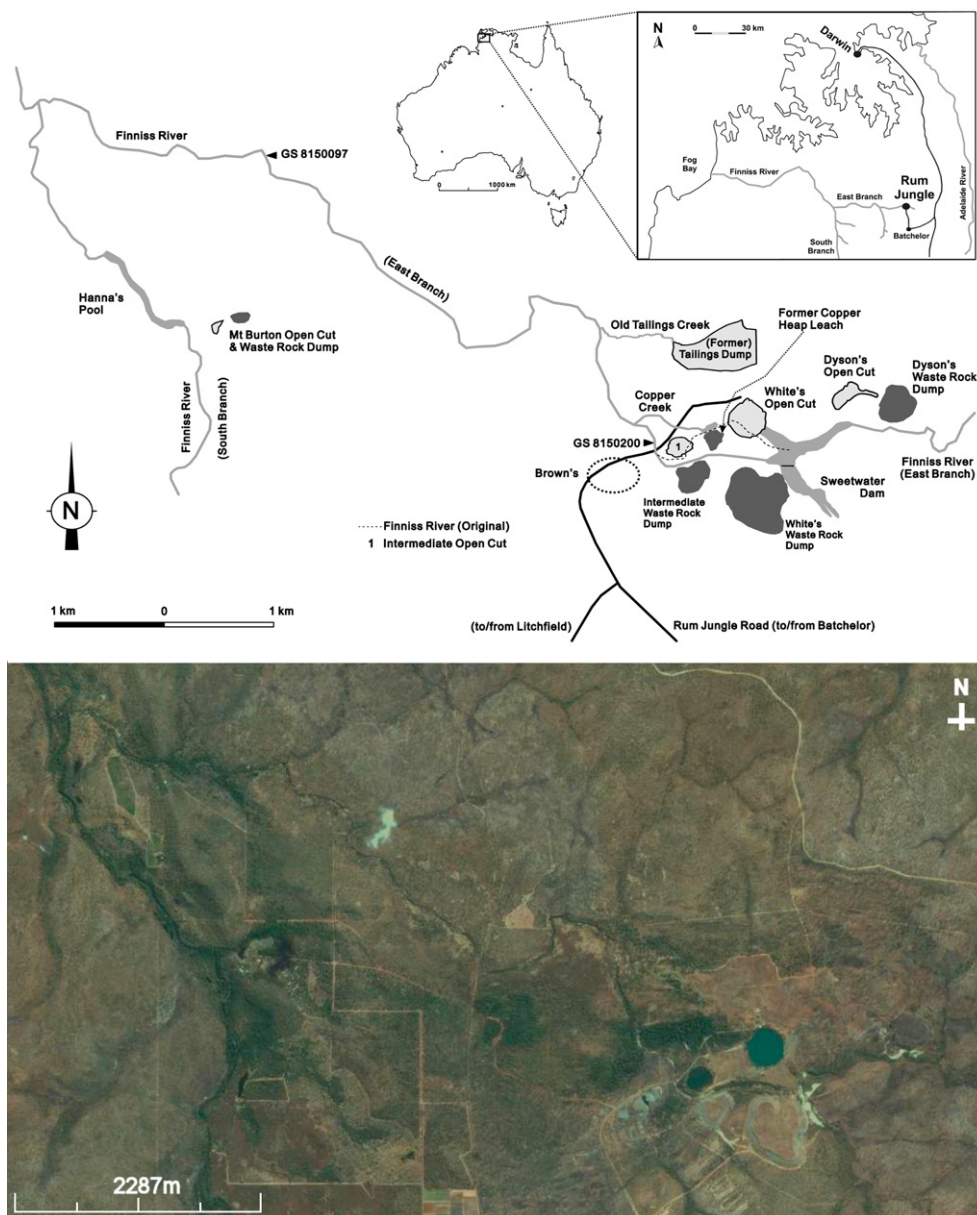 N
0 30 km
Darwin
Fog
Bay
Finniss River
East Branch
Rum
Jungle
Adelaide River
South
Branch
Batchelor
0 1000 km
Finniss River
GS 8150097
(East Branch)
Hanna's
Pool
Mt Burton Open Cut
& Waste Rock Dump
Finniss River
(South Branch)
Old Tailings Creek
(Former)
Tailings Dump
Former Copper
Heap Leach
Dyson's
Open Cut
Dyson's
Waste Rock
Dump
White's
Open Cut
Copper
Creek
GS 8150200
1
Brown's
Intermediate
Waste Rock
Dump
White's
Waste Rock
Dump
Sweetwater
Dam
Finniss River
(East Branch)
N
Finniss River (Original)
1 Intermediate Open Cut
1 km 0 1 km
(to/from Litchfield)
Rum Jungle Road (to/from Batchelor)
N
2287m